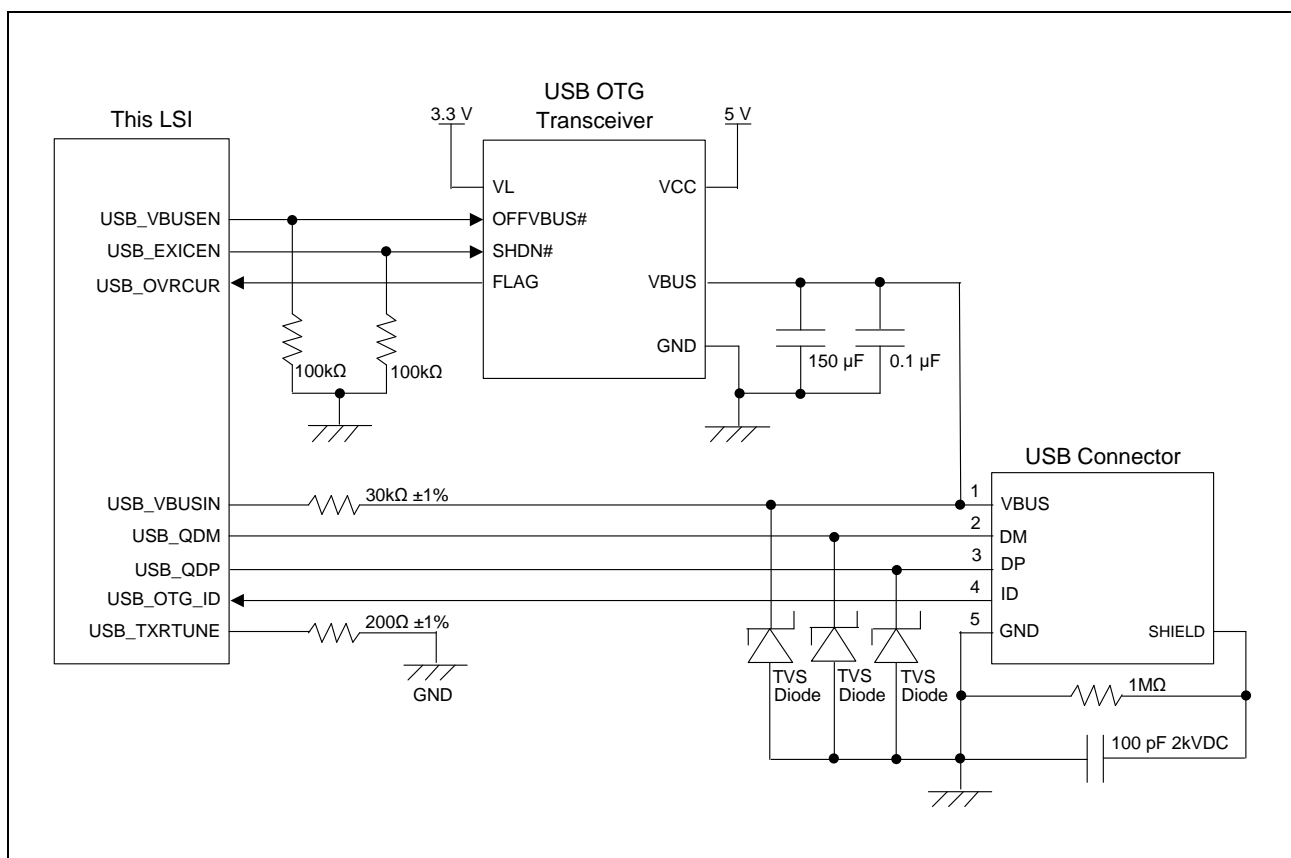 USB OTG
Transceiver
This LSI
3.3 V
5 V
VL
VCC
USB_VBUSEN
OFFVBUS#
USB_EXICEN
SHDN#
USB_OVRCUR
FLAG
VBUS
GND
150 µF
0.1 µF
100kΩ
100kΩ
USB Connector
USB_VBUSIN
30kΩ ±1%
1
VBUS
USB_QDM
2
DM
USB_QDP
3
DP
USB_OTG_ID
4
ID
USB_TXRTUNE
200Ω ±1%
5
GND
SHIELD
GND
TVS
Diode
TVS
Diode
TVS
Diode
1MΩ
100 pF 2kVDC